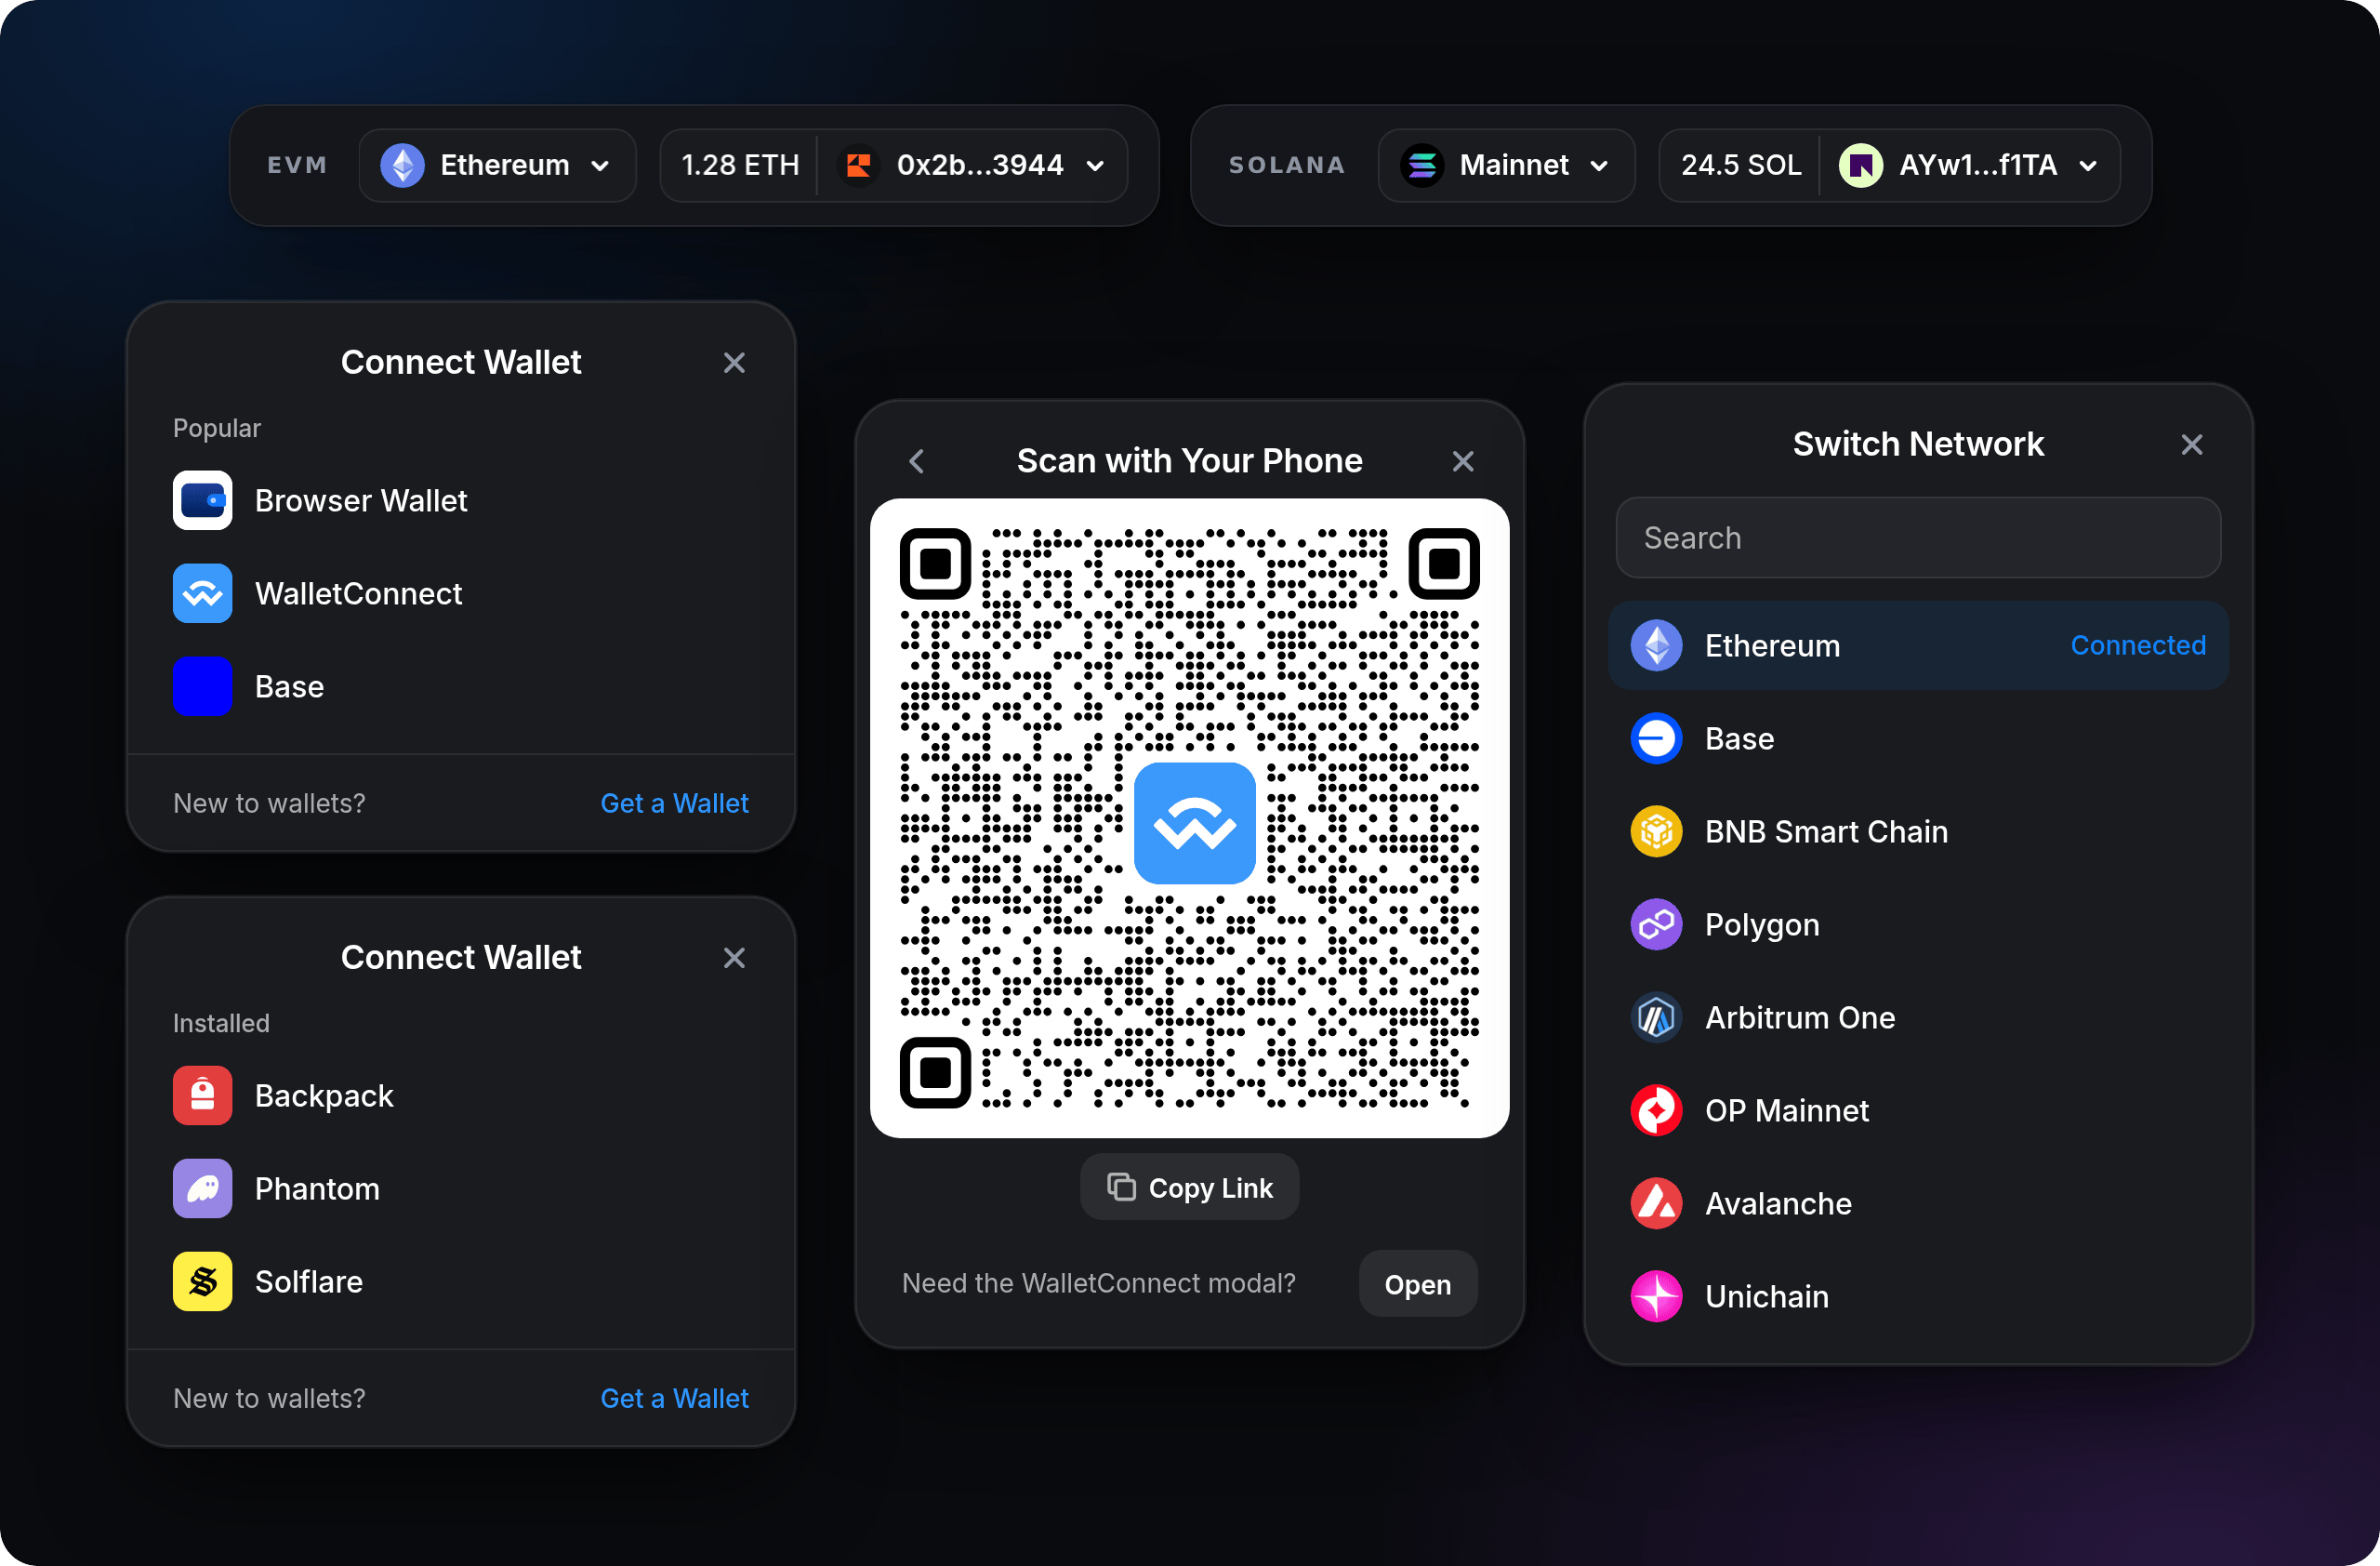 EVM
Ethereum
1.28 ETH
0x2b...3944
SOLANA
Mainnet
24.5 SOL
AYw1...f1TA
Connect Wallet
Popular
Browser Wallet
WalletConnect
Base
New to wallets?
Get a Wallet
Connect Wallet
Installed
Backpack
Phantom
Solflare
New to wallets?
Get a Wallet
Scan with Your Phone
Copy Link
Need the WalletConnect modal?
Open
Switch Network
Search
Ethereum
Connected
Base
BNB Smart Chain
Polygon
Arbitrum One
OP Mainnet
Avalanche
Unichain